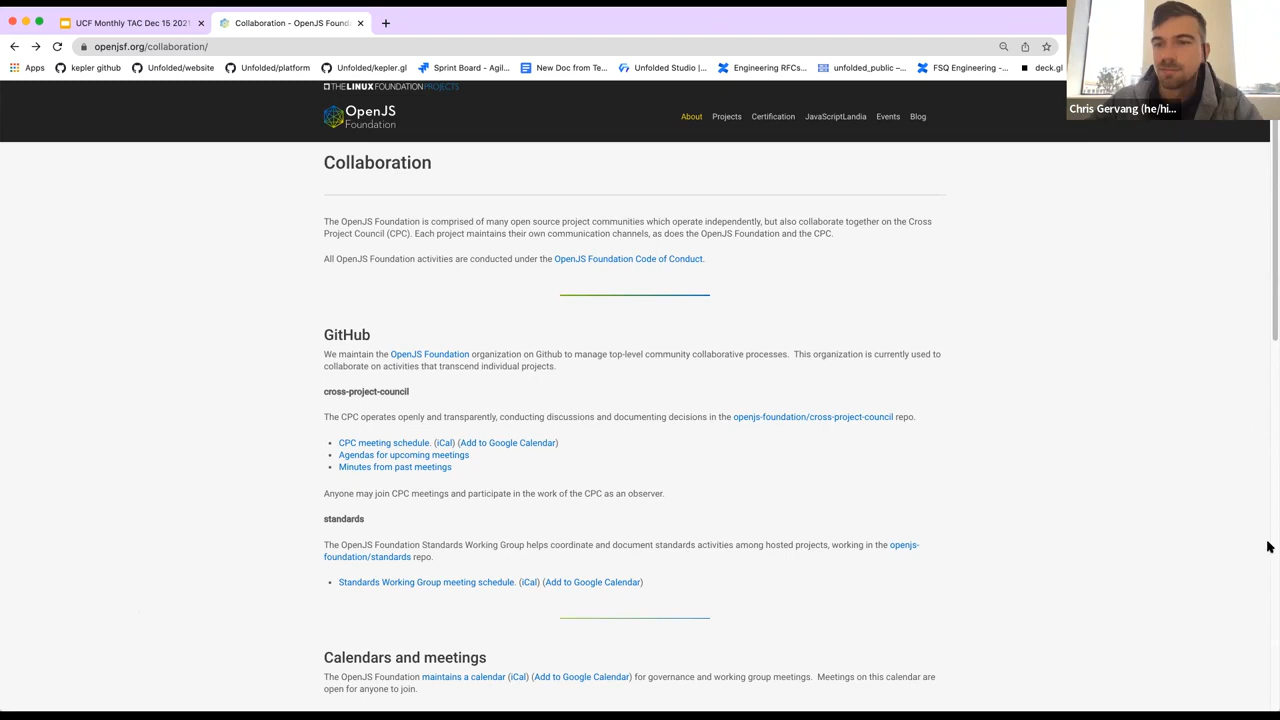 UCF Monthly TAC Dec 15 2021
Collaboration - OpenJS Found
openjsf.org/collaboration/
Apps
kepler github
Unfolded/website
Unfolded/platform
Unfolded/kepler.gl
Sprint Board - Agil...
New Doc from Te...
Unfolded Studio |...
Engineering RFCs...
unfolded_public –...
FSQ Engineering -...
deck.gl
Chris Gervang (he/hi...
THE LINUX FOUNDATION PROJECTS
OpenJS
Foundation
About
Projects
Certification
JavaScriptLandia
Events
Blog
Collaboration
The OpenJS Foundation is comprised of many open source project communities which operate independently, but also collaborate together on the Cross
Project Council (CPC). Each project maintains their own communication channels, as does the OpenJS Foundation and the CPC.
All OpenJS Foundation activities are conducted under the OpenJS Foundation Code of Conduct.
GitHub
We maintain the OpenJS Foundation organization on Github to manage top-level community collaborative processes. This organization is currently used to
collaborate on activities that transcend individual projects.
cross-project-council
The CPC operates openly and transparently, conducting discussions and documenting decisions in the openjs-foundation/cross-project-council repo.
• CPC meeting schedule. (iCal) (Add to Google Calendar)
• Agendas for upcoming meetings
• Minutes from past meetings
Anyone may join CPC meetings and participate in the work of the CPC as an observer.
standards
The OpenJS Foundation Standards Working Group helps coordinate and document standards activities among hosted projects, working in the openjs-
foundation/standards repo.
• Standards Working Group meeting schedule. (iCal) (Add to Google Calendar)
Calendars and meetings
The OpenJS Foundation maintains a calendar (iCal) (Add to Google Calendar) for governance and working group meetings. Meetings on this calendar are
open for anyone to join.